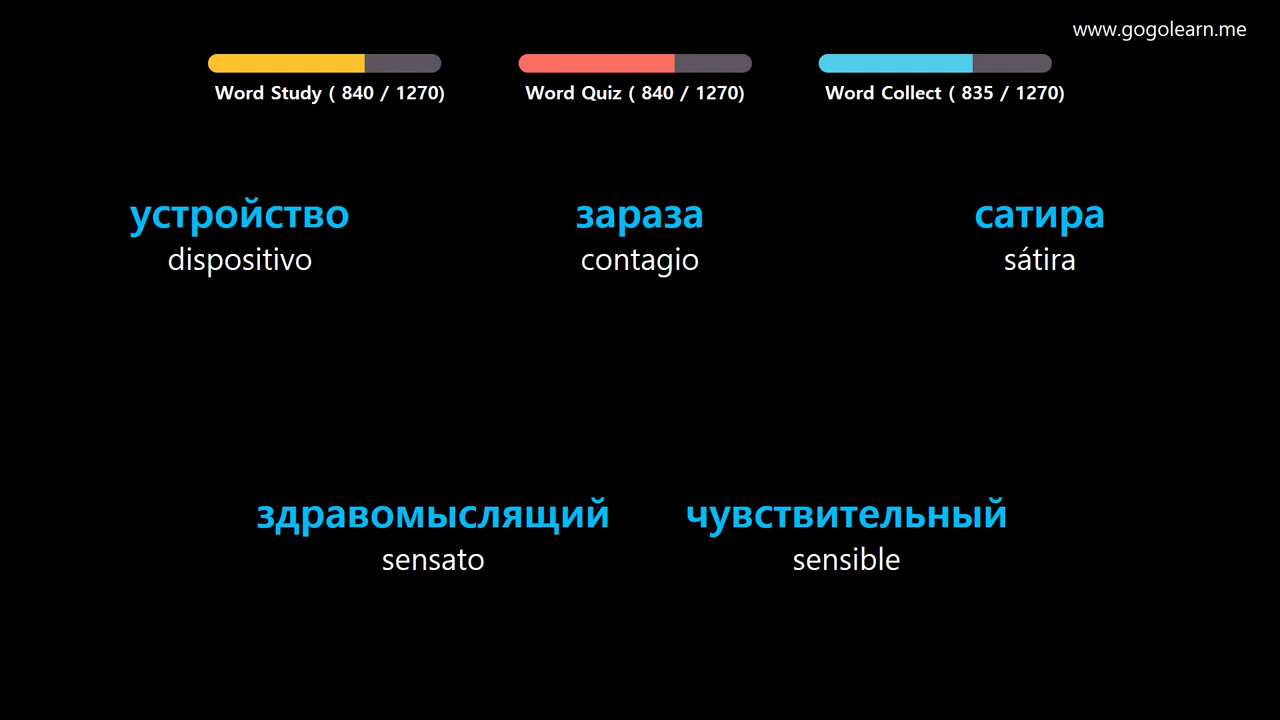 www.gogolearn.me
Word Study ( 840 / 1270)
Word Quiz ( 840 / 1270)
Word Collect ( 835 / 1270)
устройство
dispositivo
зараза
contagio
сатира
sátira
здравомыслящий
sensato
чувствительный
sensible